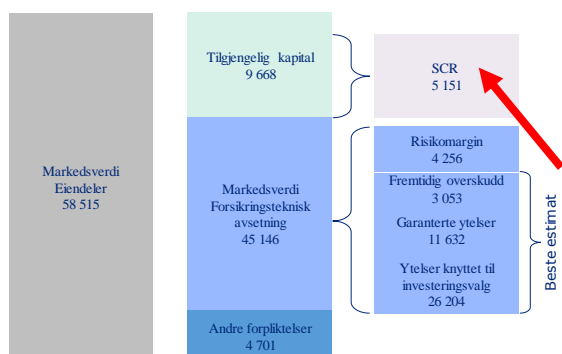 Markedsverdi
Eiendeler
58 515
Tilgjengelig kapital
9 668
Markedsverdi
Forsikringsteknisk
avsetning
45 146
Andre forpliktelser
4 701
SCR
5 151
Risikomargin
4 256
Fremtidig overskudd
3 053
Garanterte ytelser
11 632
Ytelser knyttet til
investeringsvalg
26 204
Beste estimat